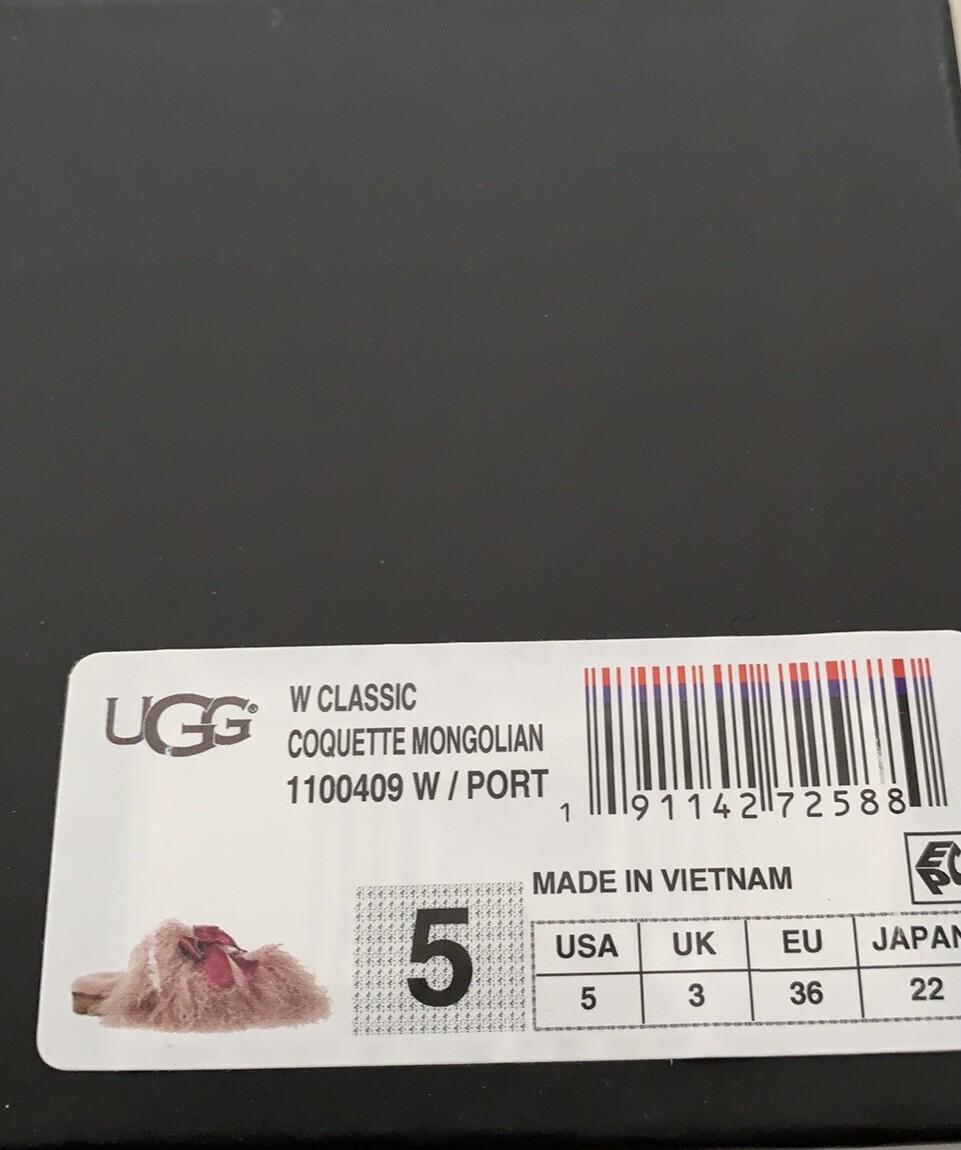 UGG®
W CLASSIC
COQUETTE MONGOLIAN
1100409 W / PORT
1 91142 72588
MADE IN VIETNAM
5
USA UK EU JAPAN
5 3 36 22